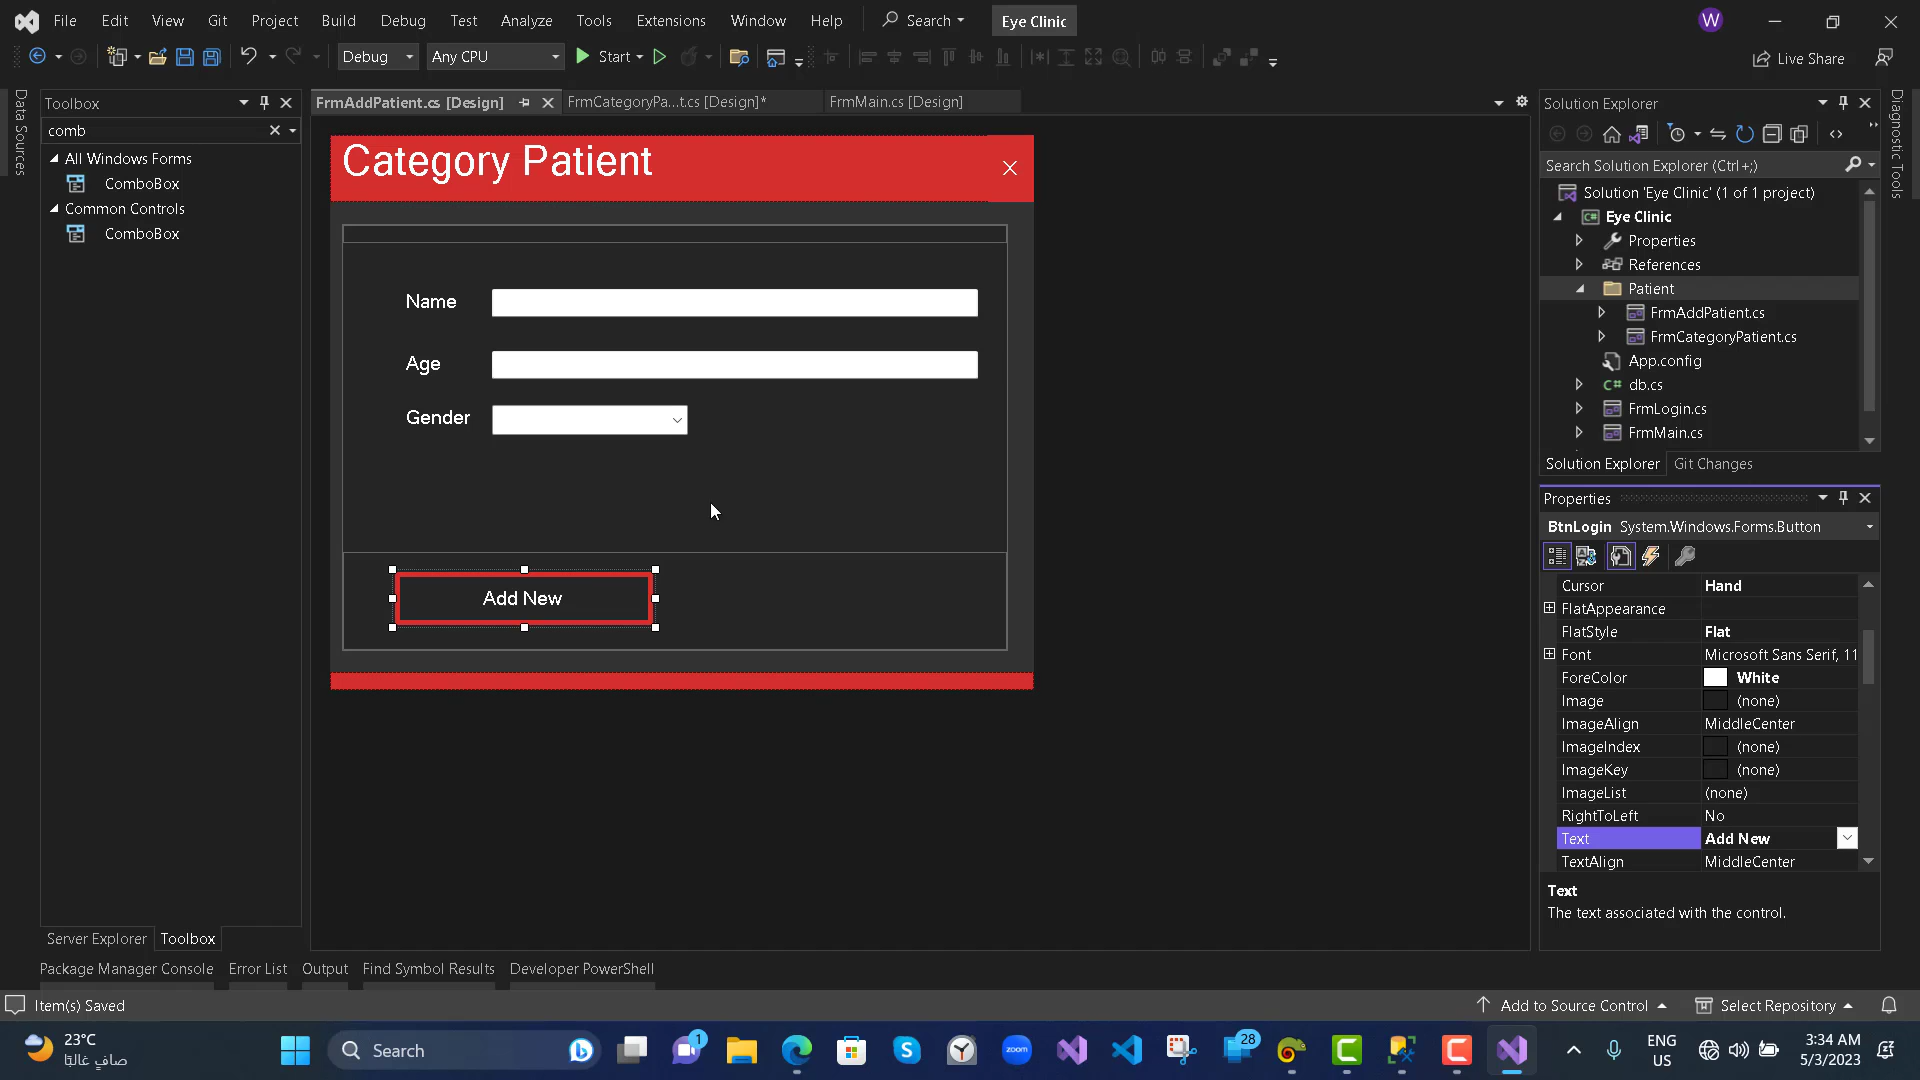 File Edit View Git Project Build Debug Test Analyze Tools Extensions Window Help Search Eye Clinic W
Debug Any CPU Start Live Share
Data Sources
Toolbox
comb
All Windows Forms
ComboBox
Common Controls
ComboBox
Server Explorer Toolbox
FrmAddPatient.cs [Design] FrmCategoryPa...t.cs [Design]* FrmMain.cs [Design]
Category Patient
Name
Age
Gender
Add New
Solution Explorer
Search Solution Explorer (Ctrl+;)
Solution 'Eye Clinic' (1 of 1 project)
Eye Clinic
Properties
References
Patient
FrmAddPatient.cs
FrmCategoryPatient.cs
App.config
C# db.cs
FrmLogin.cs
FrmMain.cs
Solution Explorer Git Changes
Diagnostic Tools
Properties
BtnLogin System.Windows.Forms.Button
Cursor Hand
FlatAppearance
FlatStyle Flat
Font Microsoft Sans Serif, 11
ForeColor White
Image (none)
ImageAlign MiddleCenter
ImageIndex (none)
ImageKey (none)
ImageList (none)
RightToLeft No
Text Add New
TextAlign MiddleCenter
Text
The text associated with the control.
Package Manager Console Error List Output Find Symbol Results Developer PowerShell
Item(s) Saved Add to Source Control Select Repository
23°C
صافٍ غالبًا
Search
1
zoom
28
ENG
US
3:34 AM
5/3/2023